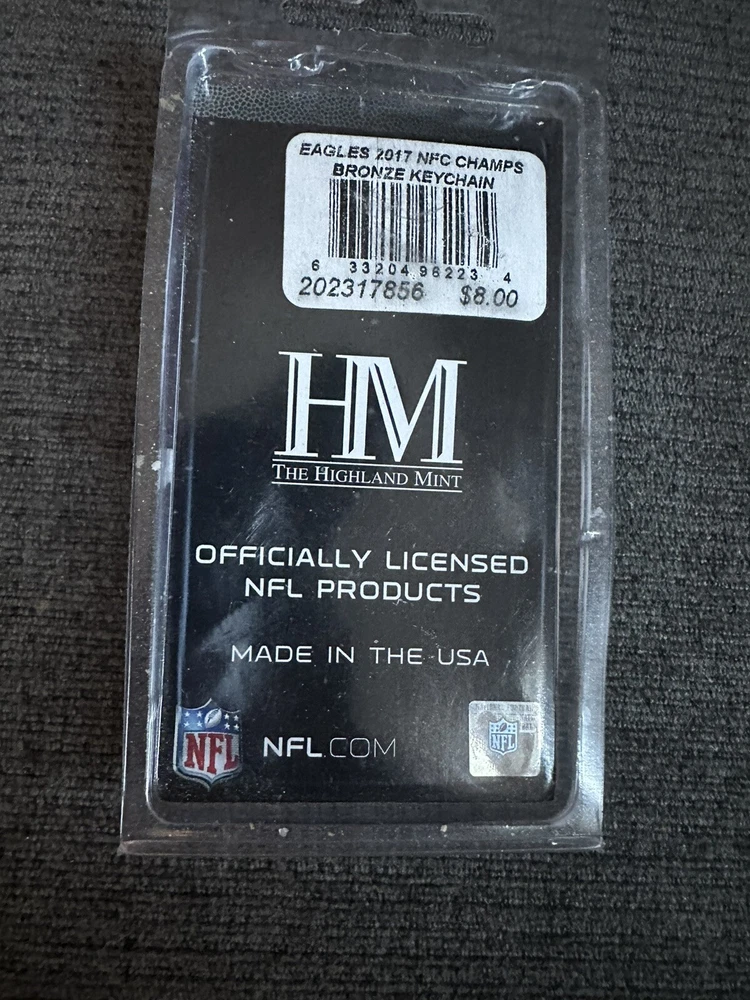 EAGLES 2017 NFC CHAMPS
BRONZE KEYCHAIN
6 33204 96223 4
202317856 $8.00
HM
THE HIGHLAND MINT
OFFICIALLY LICENSED
NFL PRODUCTS
MADE IN THE USA
NFL
NFL.COM
NFL